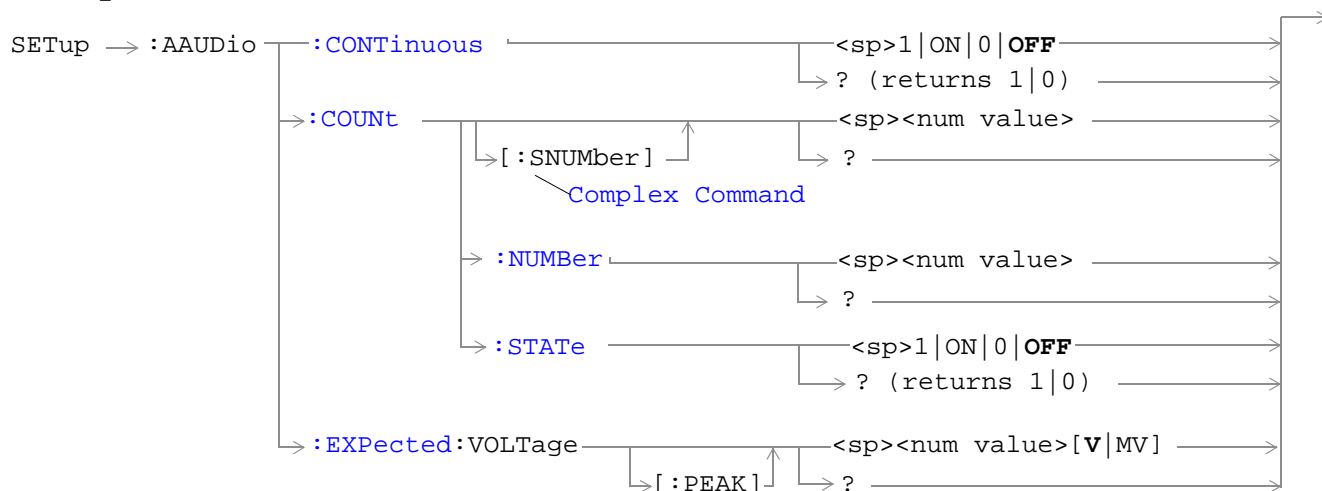 SETup :AAUDio :CONTinuous <sp>1|ON|0|OFF
? (returns 1|0)
:COUNt <sp><num value>
[:SNUMber] ?
Complex Command
:NUMBer <sp><num value>
?
:STATe <sp>1|ON|0|OFF
? (returns 1|0)
:EXPected:VOLTage <sp><num value>[V|MV]
[:PEAK] ?